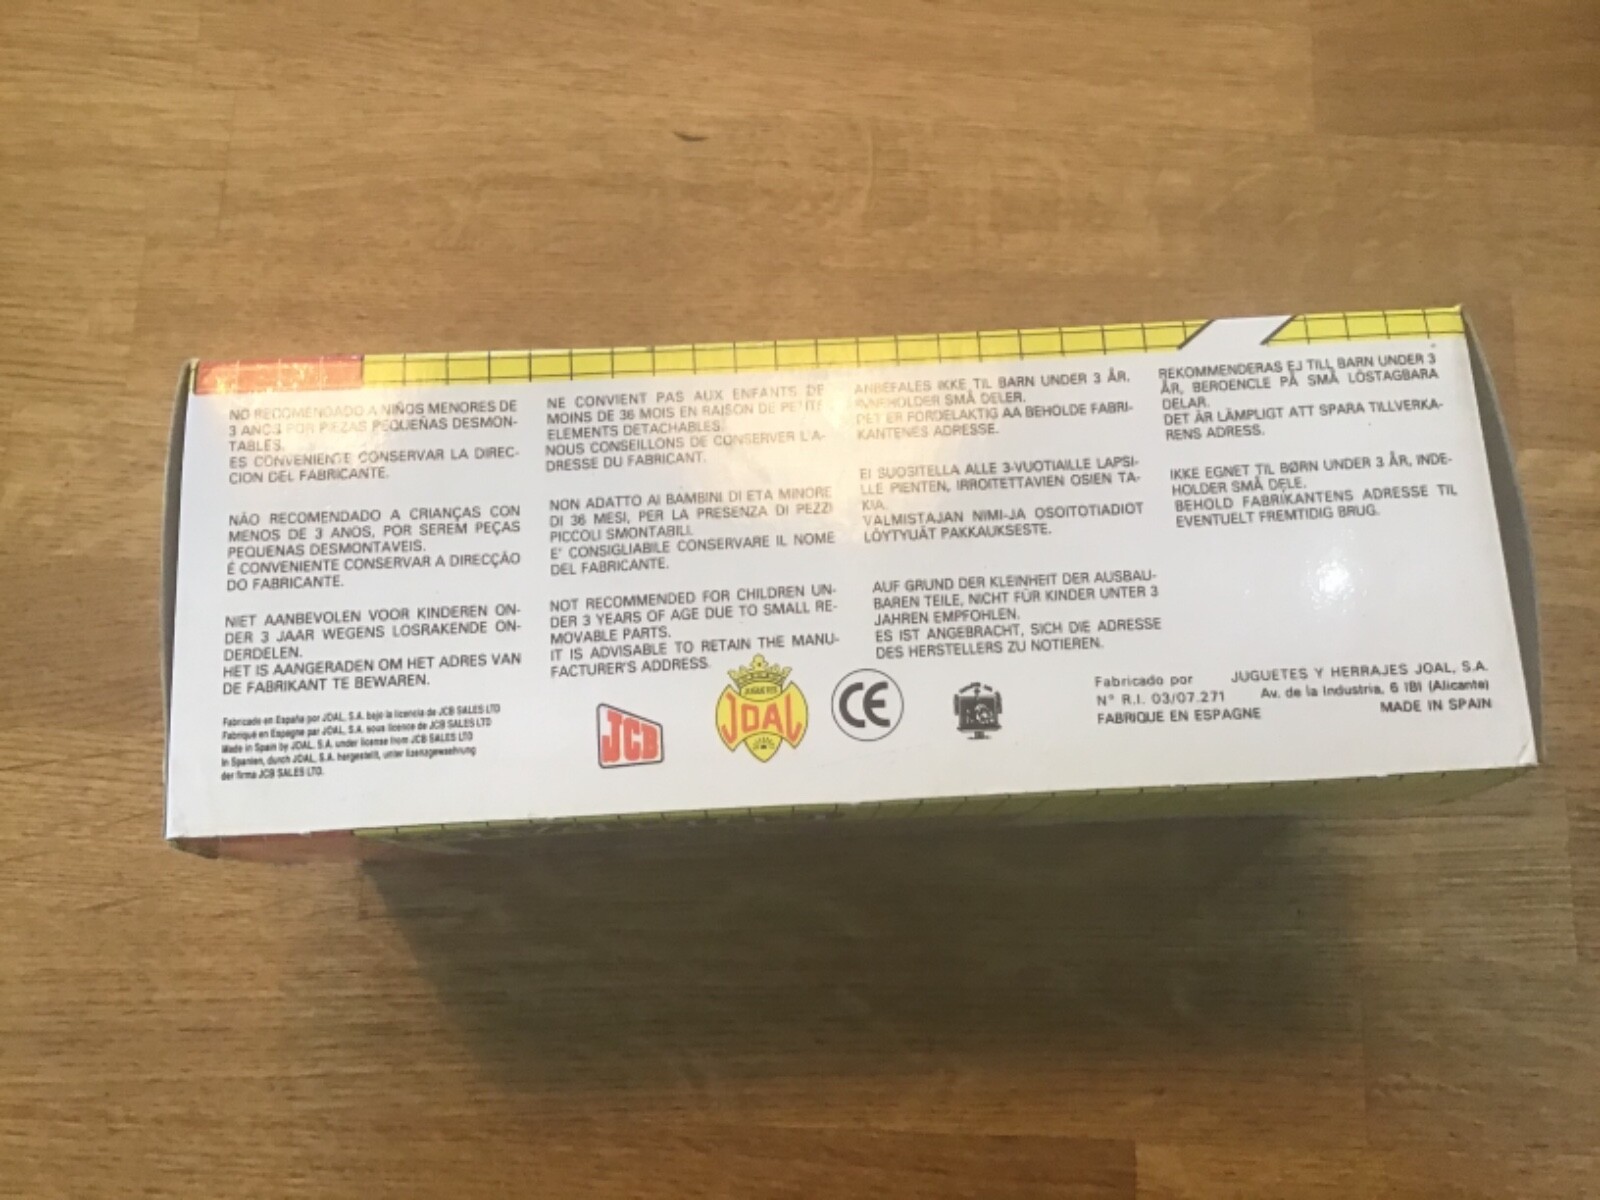 NO RECOMENDADO A NIÑOS MENORES DE
3 AÑOS POR PIEZAS PEQUEÑAS DESMON-
TABLES.
ES CONVENIENTE CONSERVAR LA DIREC-
CION DEL FABRICANTE.
NÃO RECOMENDADO A CRIANÇAS COM
MENOS DE 3 ANOS, POR SEREM PEÇAS
PEQUENAS DESMONTAVEIS.
É CONVENIENTE CONSERVAR A DIRECÇÃO
DO FABRICANTE.
NIET AANBEVOLEN VOOR KINDEREN ON-
DER 3 JAAR WEGENS LOSRAKENDE ON-
DERDELEN.
HET IS AANGERADEN OM HET ADRES VAN
DE FABRIKANT TE BEWAREN.
Fabricado en España por JOAL, S.A. bajo la licencia de JCB SALES LTD
Fabriqué en Espagne par JOAL, S.A. sous licence de JCB SALES LTD
Made in Spain by JOAL, S.A. under license from JCB SALES LTD
In Spanien, durch JOAL, S.A. hergestellt, unter lizenzgewaehrung
der firma JCB SALES LTD.
NE CONVIENT PAS AUX ENFANTS DE
MOINS DE 36 MOIS EN RAISON DE PETITS
ELEMENTS DETACHABLES.
NOUS CONSEILLONS DE CONSERVER L'A-
DRESSE DU FABRICANT.
NON ADATTO AI BAMBINI DI ETA MINORE
DI 36 MESI, PER LA PRESENZA DI PEZZI
PICCOLI SMONTABILI.
E' CONSIGLIABILE CONSERVARE IL NOME
DEL FABRICANTE.
NOT RECOMMENDED FOR CHILDREN UN-
DER 3 YEARS OF AGE DUE TO SMALL RE-
MOVABLE PARTS.
IT IS ADVISABLE TO RETAIN THE MANU-
FACTURER'S ADDRESS.
ANBEFALES IKKE TIL BARN UNDER 3 ÅR,
INNEHOLDER SMÅ DELER.
DET ER FORDELAKTIG AA BEHOLDE FABRI-
KANTENES ADRESSE.
EI SUOSITELLA ALLE 3-VUOTIAILLE LAPSI-
LLE PIENTEN, IRROITETTAVIEN OSIEN TA-
KIA.
VALMISTAJAN NIMI-JA OSOITOTIADIOT
LÖYTYUÄT PAKKAUKSESTE.
AUF GRUND DER KLEINHEIT DER AUSBAU-
BAREN TEILE, NICHT FÜR KINDER UNTER 3
JAHREN EMPFOHLEN.
ES IST ANGEBRACHT, SICH DIE ADRESSE
DES HERSTELLERS ZU NOTIEREN.
REKOMMENDERAS EJ TILL BARN UNDER 3
ÅR, BEROENCLE PÅ SMÅ LÖSTAGBARA
DELAR.
DET ÄR LÄMPLIGT ATT SPARA TILLVERKA-
RENS ADRESS.
IKKE EGNET TIL BØRN UNDER 3 ÅR, INDE-
HOLDER SMÅ DELE.
BEHOLD FABRIKANTENS ADRESSE TIL
EVENTUELT FREMTIDIG BRUG.
JCB
JUGUETES
JOAL
CE
Fabricado por JUGUETES Y HERRAJES JOAL, S.A.
Nº R.I. 03/07.271 Av. de la Industria, 6 IBI (Alicante)
FABRIQUE EN ESPAGNE MADE IN SPAIN